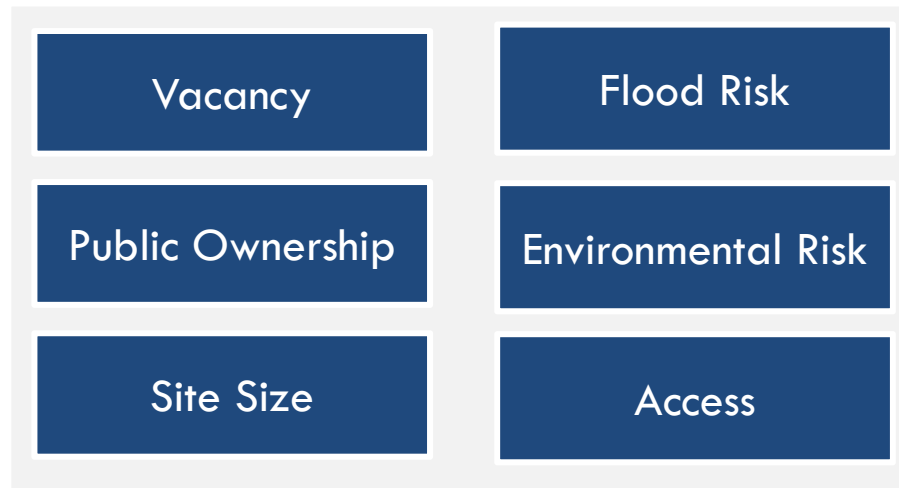 Vacancy
Flood Risk
Public Ownership
Environmental Risk
Site Size
Access